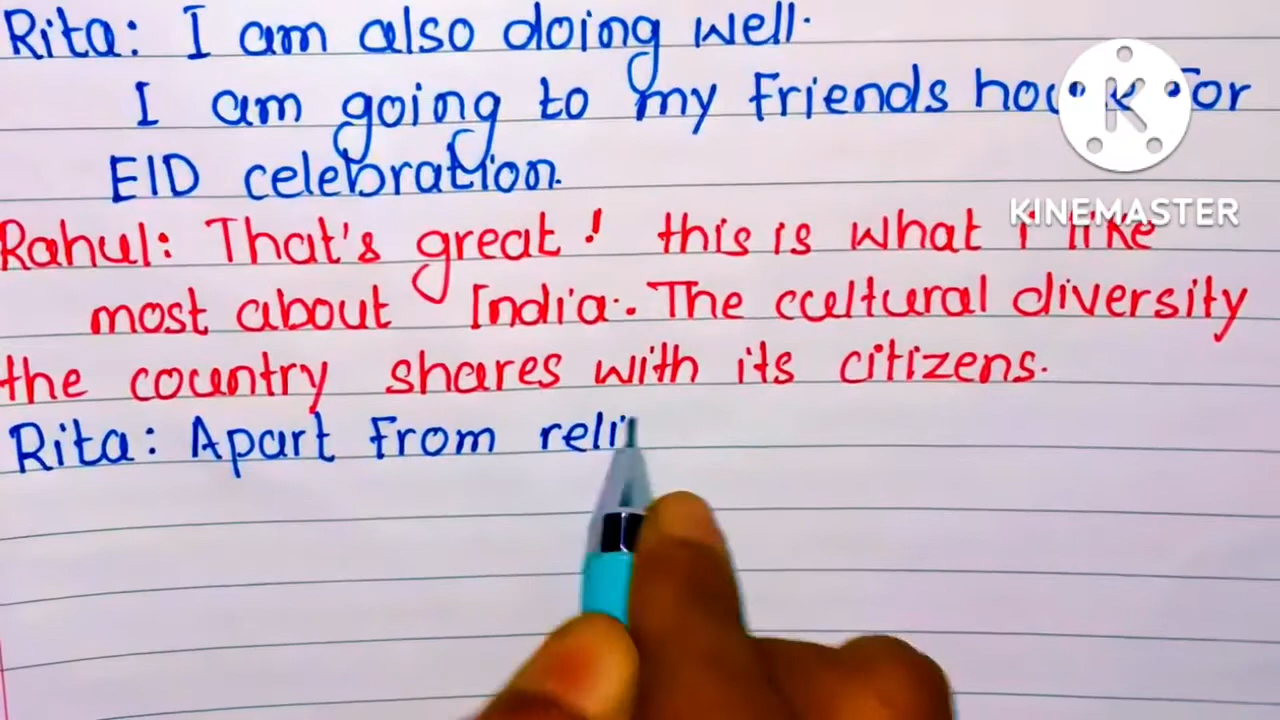 Rita: I am also doing well.
I am going to my Friends for
EID celebration.
Rahul: That's great! this is what i like
most about India. The cultural diversity
the country shares with its citizens.
Rita: Apart From reli
K
KINEMASTER